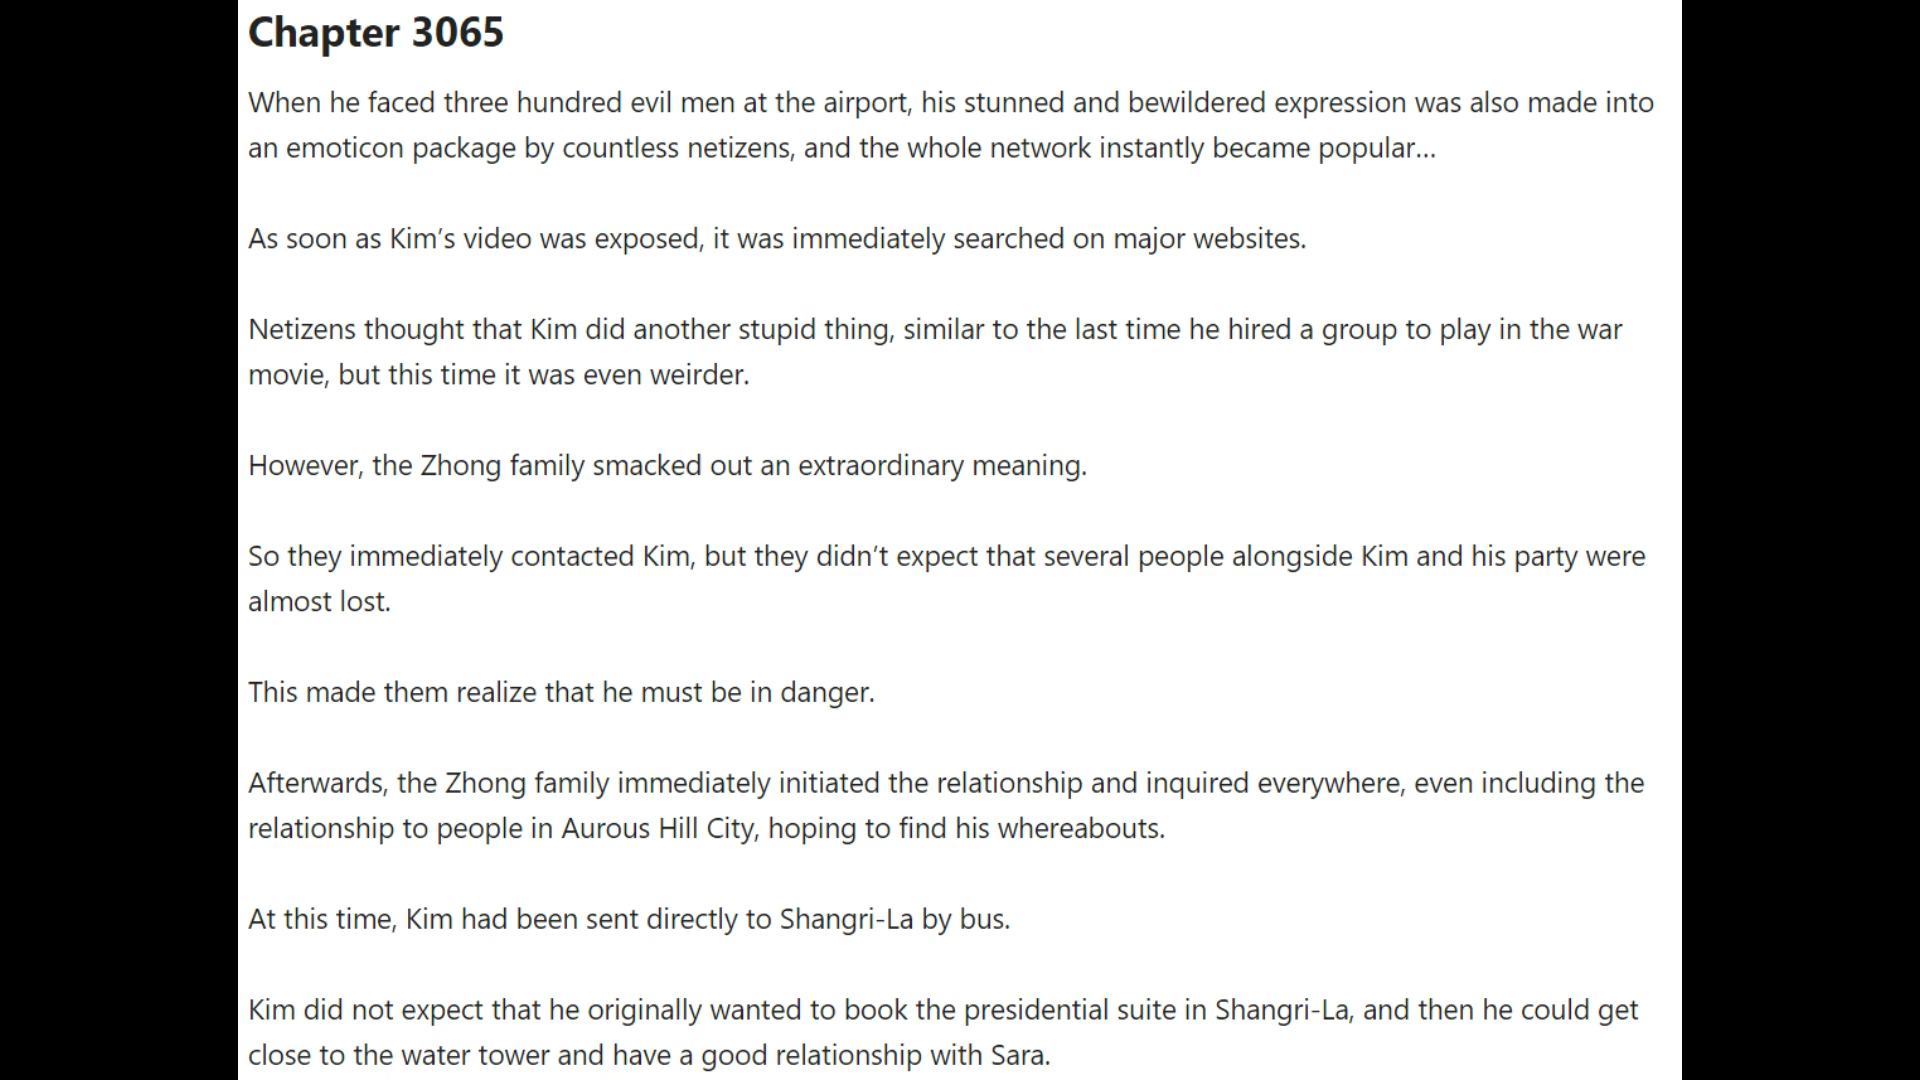 Chapter 3065
When he faced three hundred evil men at the airport, his stunned and bewildered expression was also made into
an emoticon package by countless netizens, and the whole network instantly became popular…
As soon as Kim’s video was exposed, it was immediately searched on major websites.
Netizens thought that Kim did another stupid thing, similar to the last time he hired a group to play in the war
movie, but this time it was even weirder.
However, the Zhong family smacked out an extraordinary meaning.
So they immediately contacted Kim, but they didn’t expect that several people alongside Kim and his party were
almost lost.
This made them realize that he must be in danger.
Afterwards, the Zhong family immediately initiated the relationship and inquired everywhere, even including the
relationship to people in Aurous Hill City, hoping to find his whereabouts.
At this time, Kim had been sent directly to Shangri-La by bus.
Kim did not expect that he originally wanted to book the presidential suite in Shangri-La, and then he could get
close to the water tower and have a good relationship with Sara.